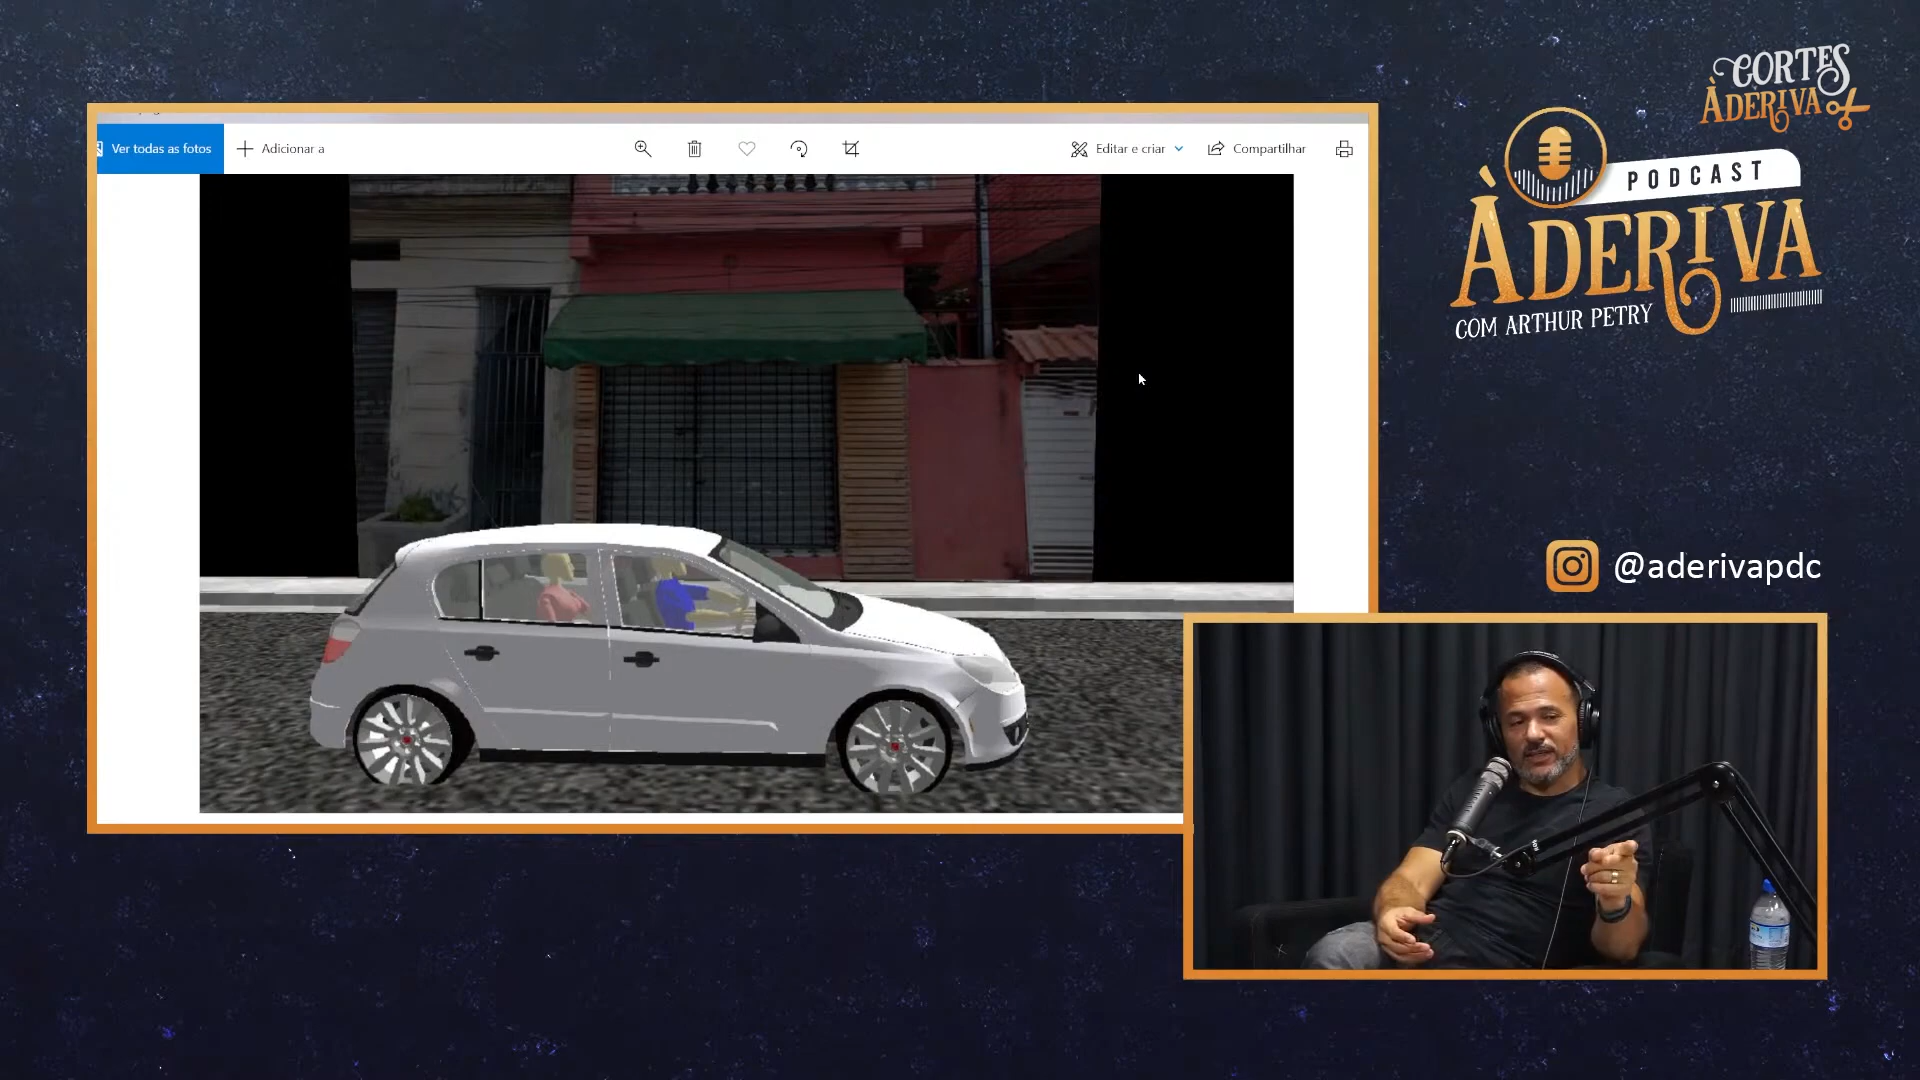 CORTES
ÀDERIVA
PODCAST
ÀDERIVA
COM ARTHUR PETRY
Ver todas as fotos
Adicionar a
Editar e criar
Compartilhar
@aderivapdc